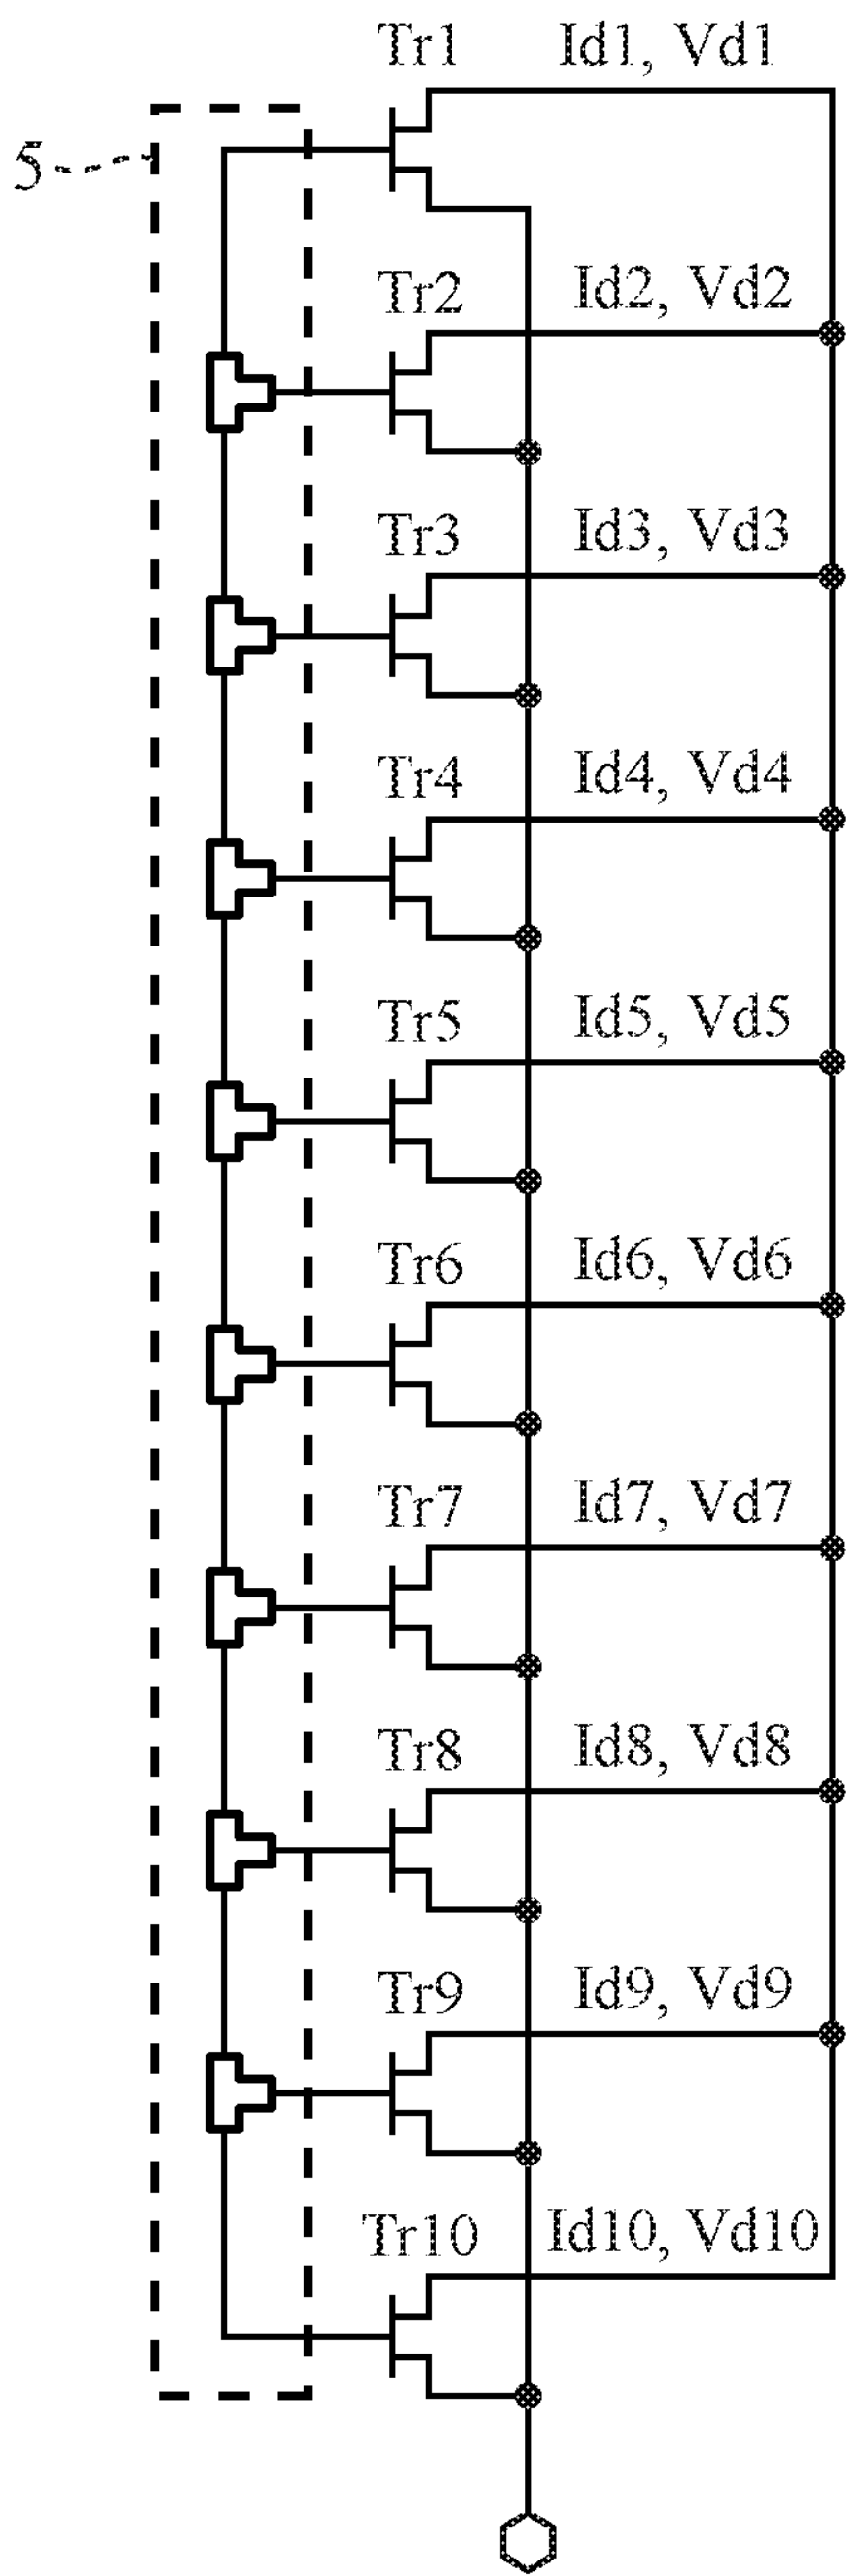 Tr1 Id1, Vd1
5
Tr2 Id2, Vd2
Tr3 Id3, Vd3
Tr4 Id4, Vd4
Tr5 Id5, Vd5
Tr6 Id6, Vd6
Tr7 Id7, Vd7
Tr8 Id8, Vd8
Tr9 Id9, Vd9
Tr10 Id10, Vd10